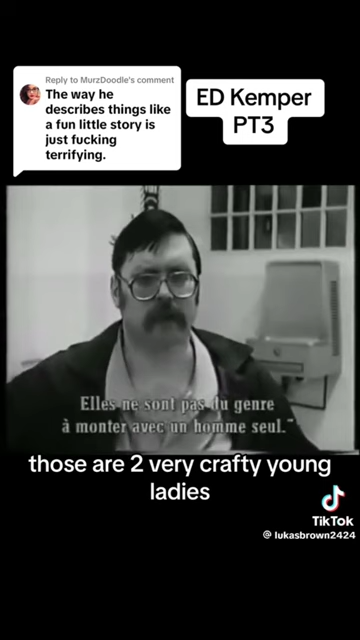 Reply to MurzDoodle's comment
The way he
describes things like
a fun little story is
just fucking
terrifying.
ED Kemper
PT3
Elles ne sont pas du genre
à monter avec un homme seul."
those are 2 very crafty young
ladies
TikTok
@ lukasbrown2424